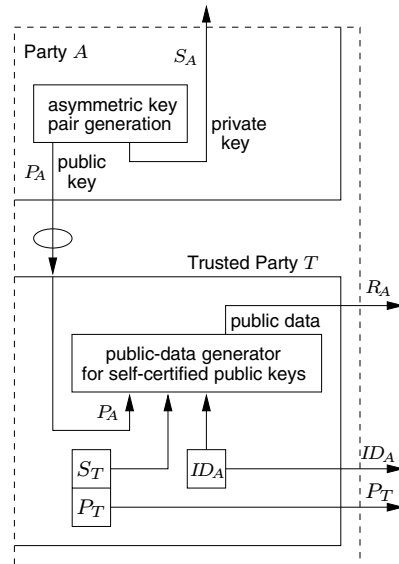 Party A
S_A
asymmetric key
pair generation
private
key
public
key
P_A
Trusted Party T
R_A
public data
public-data generator
for self-certified public keys
P_A
S_T
ID_A
ID_A
P_T
P_T